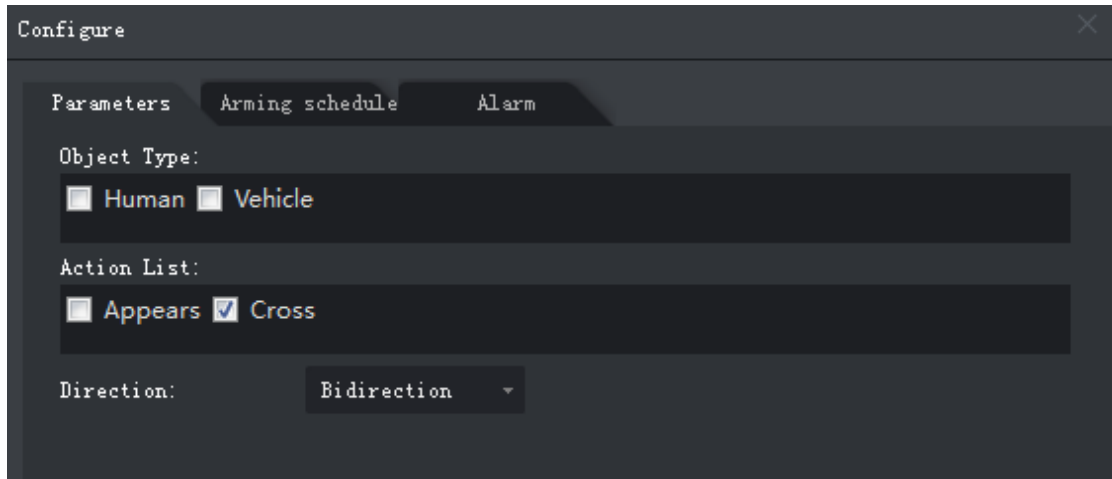 Configure
Parameters Arming schedule Alarm
Object Type:
Human Vehicle
Action List:
Appears Cross
Direction: Bidirection